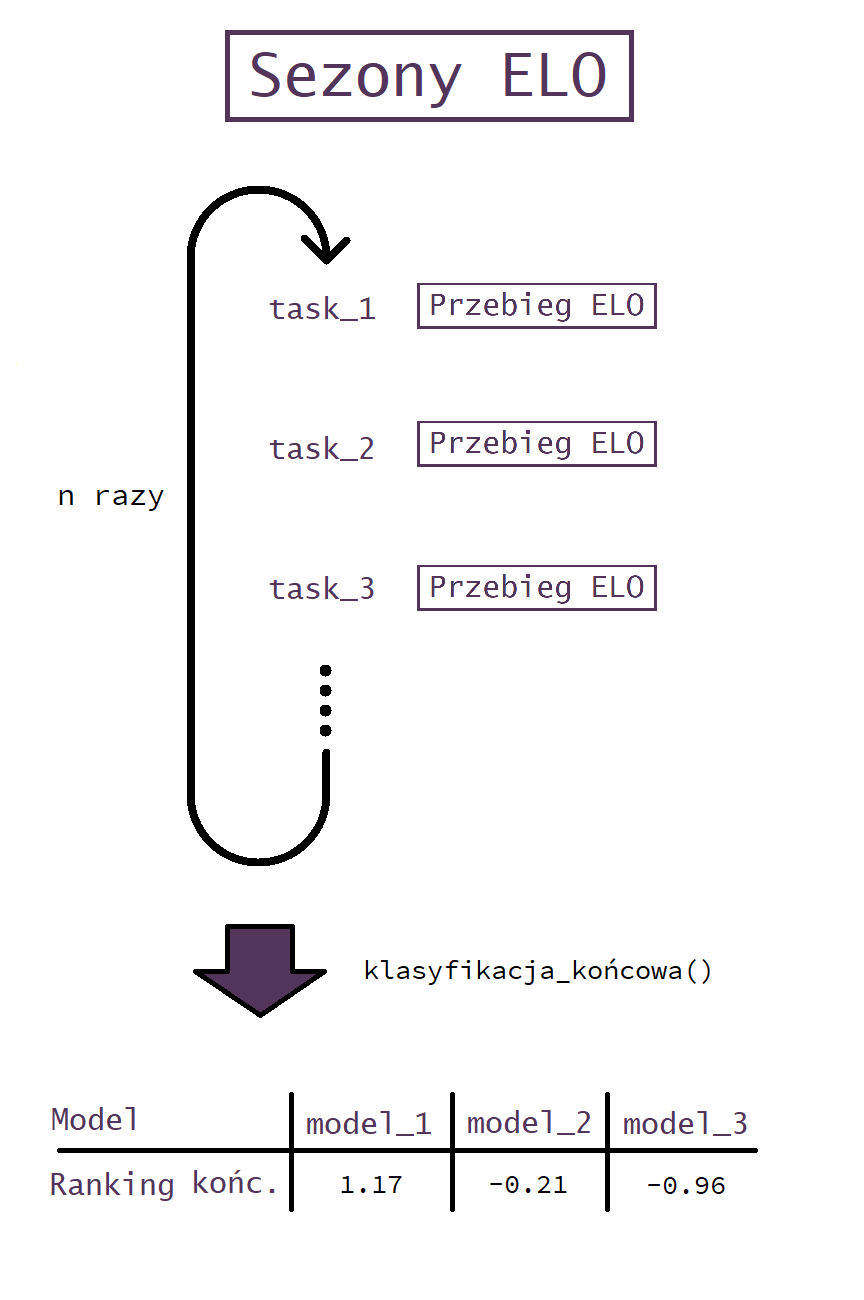 Sezony ELO
task_1 Przebieg ELO
task_2 Przebieg ELO
n razy
task_3 Przebieg ELO
klasyfikacja_końcowa()
Model model_1 model_2 model_3
Ranking końc. 1.17 -0.21 -0.96